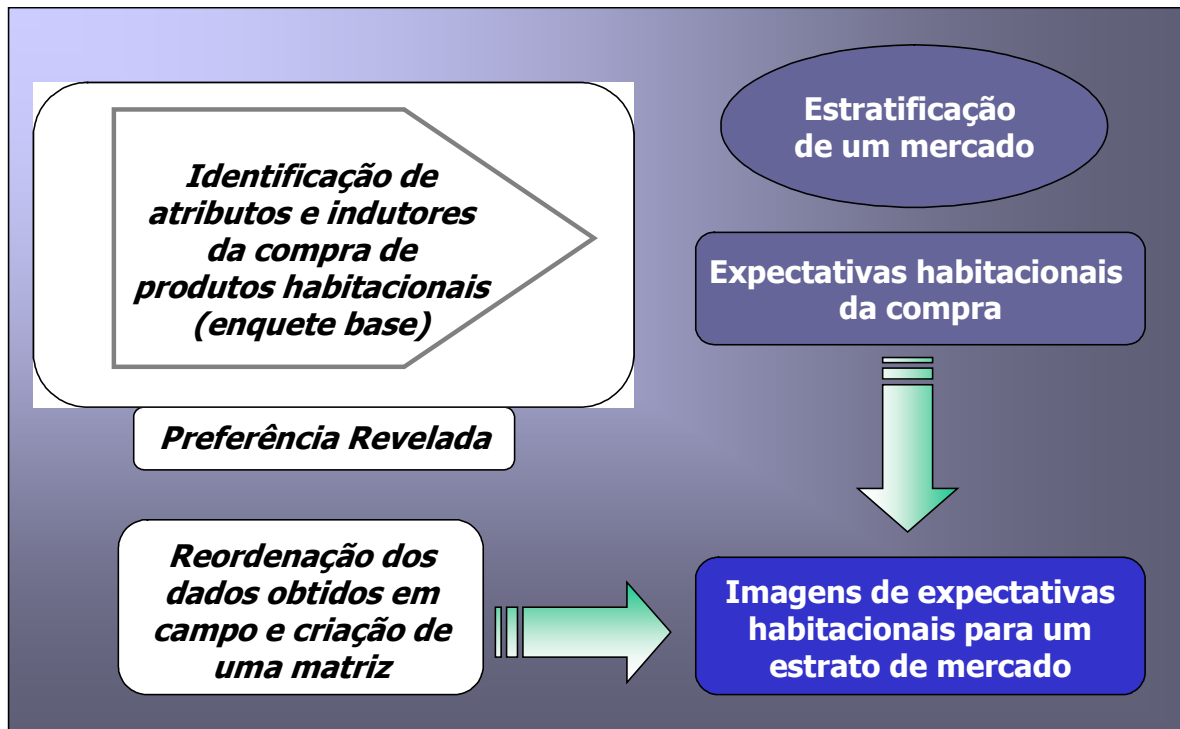 Identificação de
atributos e indutores
da compra de
produtos habitacionais
(enquete base)
Preferência Revelada
Reordenação dos
dados obtidos em
campo e criação de
uma matriz
Estratificação
de um mercado
Expectativas habitacionais
da compra
Imagens de expectativas
habitacionais para um
estrato de mercado